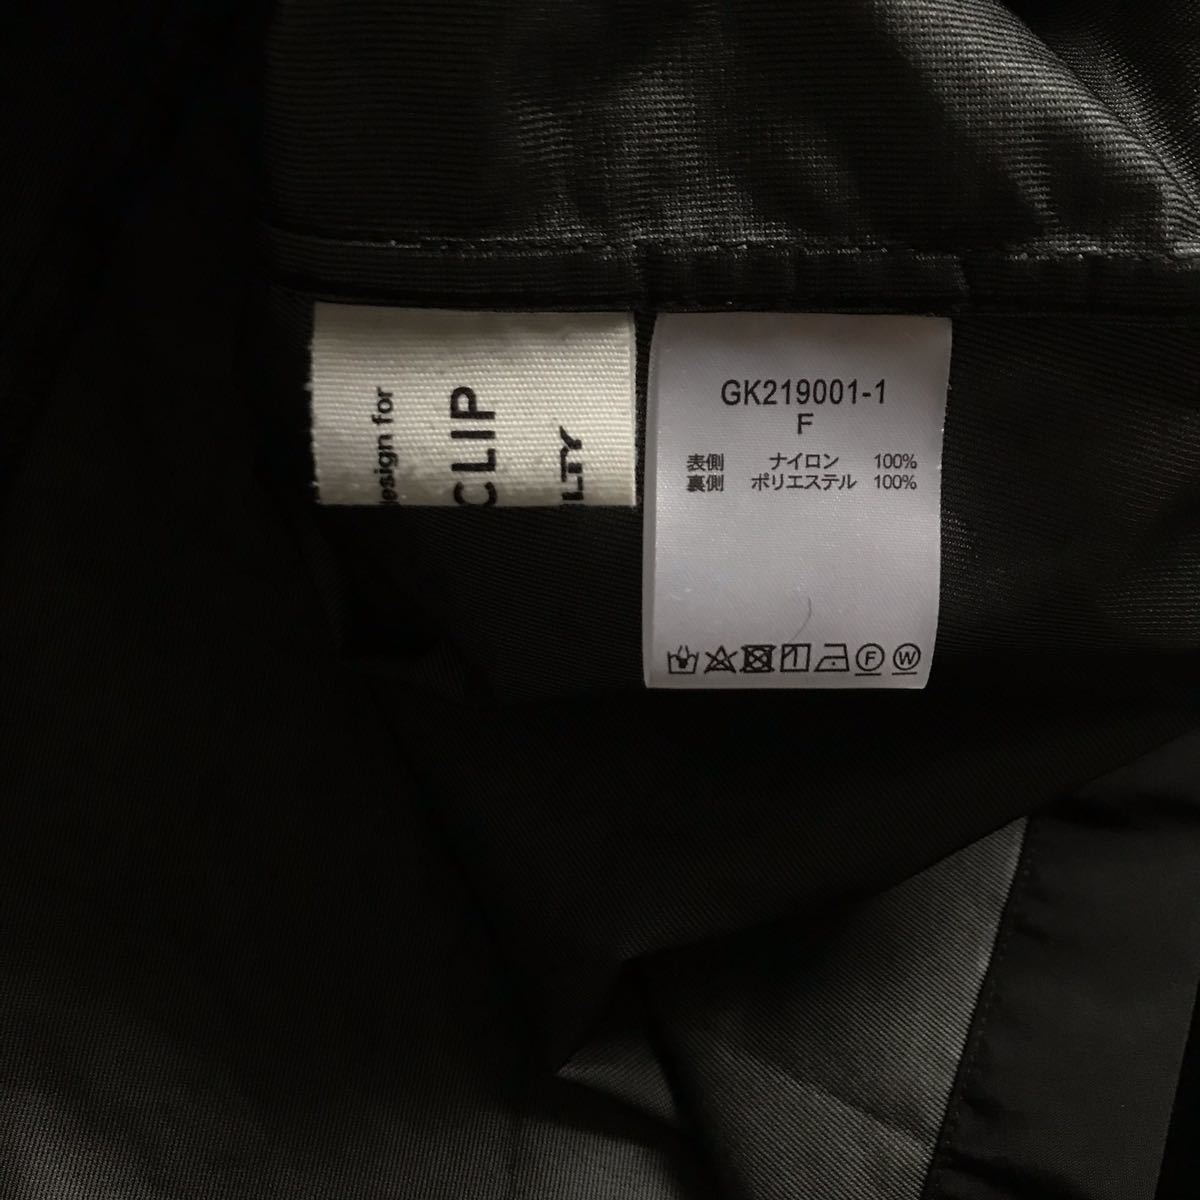 design for
CLIP
GK219001-1
F
表側 ナイロン 100%
裏側 ポリエステル 100%
F W